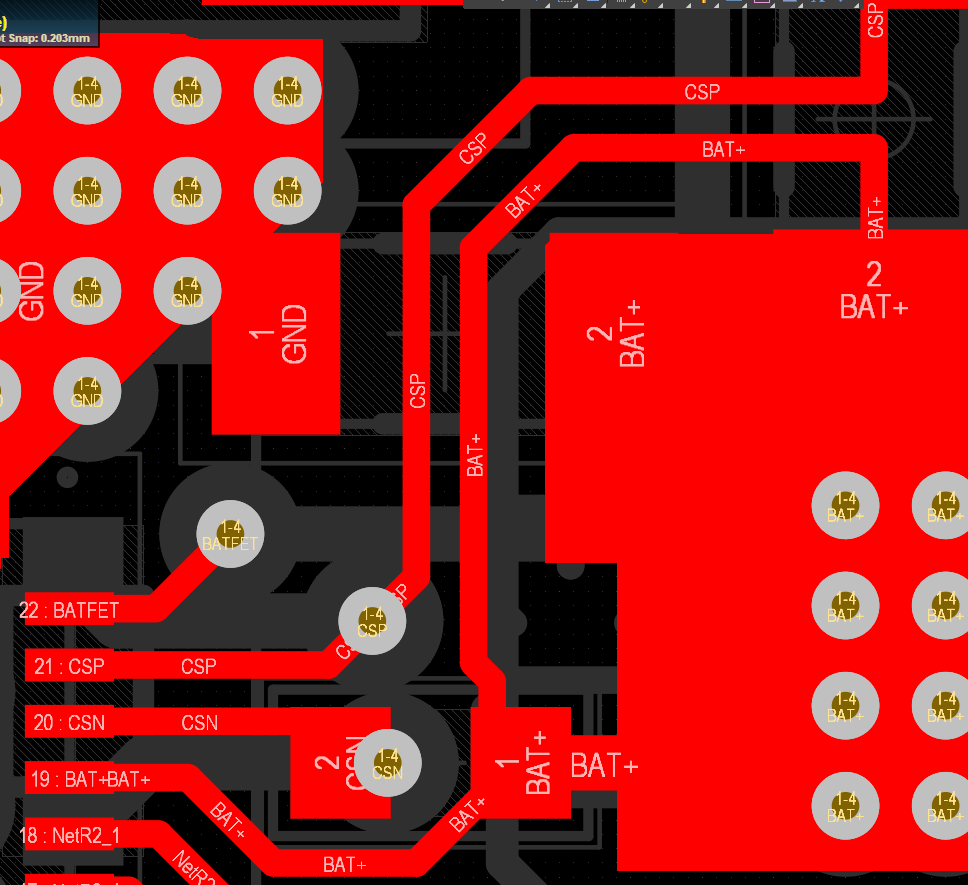 e)
t Snap: 0.203mm
CSP
1-4
GND
1-4
GND
1-4
GND
CSP
CSP
BAT+
1-4
GND
1-4
GND
1-4
GND
BAT+
BAT+
GND
1-4
GND
1-4
GND
1
GND
2
BAT+
2
BAT+
1-4
GND
CSP
BAT+
1-4
BAT+
1-4
BAT+
1-4
BATFET
22 : BATFET
1-4
CSP
1-4
BAT+
1-4
BAT+
21 : CSP
CSP
20 : CSN
CSN
2
CSN
1-4
CSN
1
BAT+
BAT+
1-4
BAT+
1-4
BAT+
19 : BAT+
BAT+
BAT+
BAT+
1-4
BAT+
1-4
BAT+
18 : NetR2_1
NetR2
BAT+